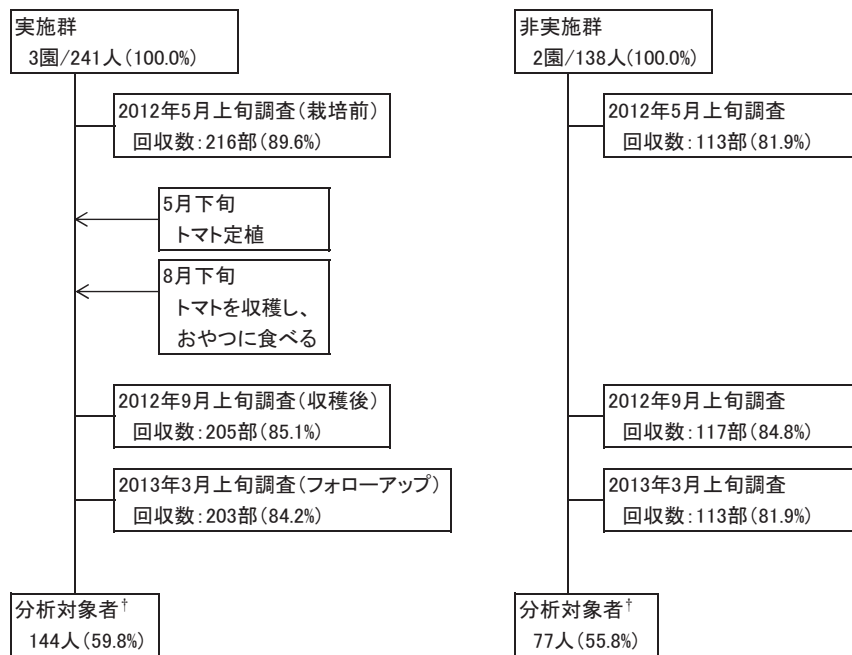 実施群
3園/241人(100.0%)
2012年5月上旬調査(栽培前)
回収数:216部(89.6%)
5月下旬
トマト定植
8月下旬
トマトを収穫し、
おやつに食べる
2012年9月上旬調査(収穫後)
回収数:205部(85.1%)
2013年3月上旬調査(フォローアップ)
回収数:203部(84.2%)
分析対象者†
144人(59.8%)
非実施群
2園/138人(100.0%)
2012年5月上旬調査
回収数:113部(81.9%)
2012年9月上旬調査
回収数:117部(84.8%)
2013年3月上旬調査
回収数:113部(81.9%)
分析対象者†
77人(55.8%)